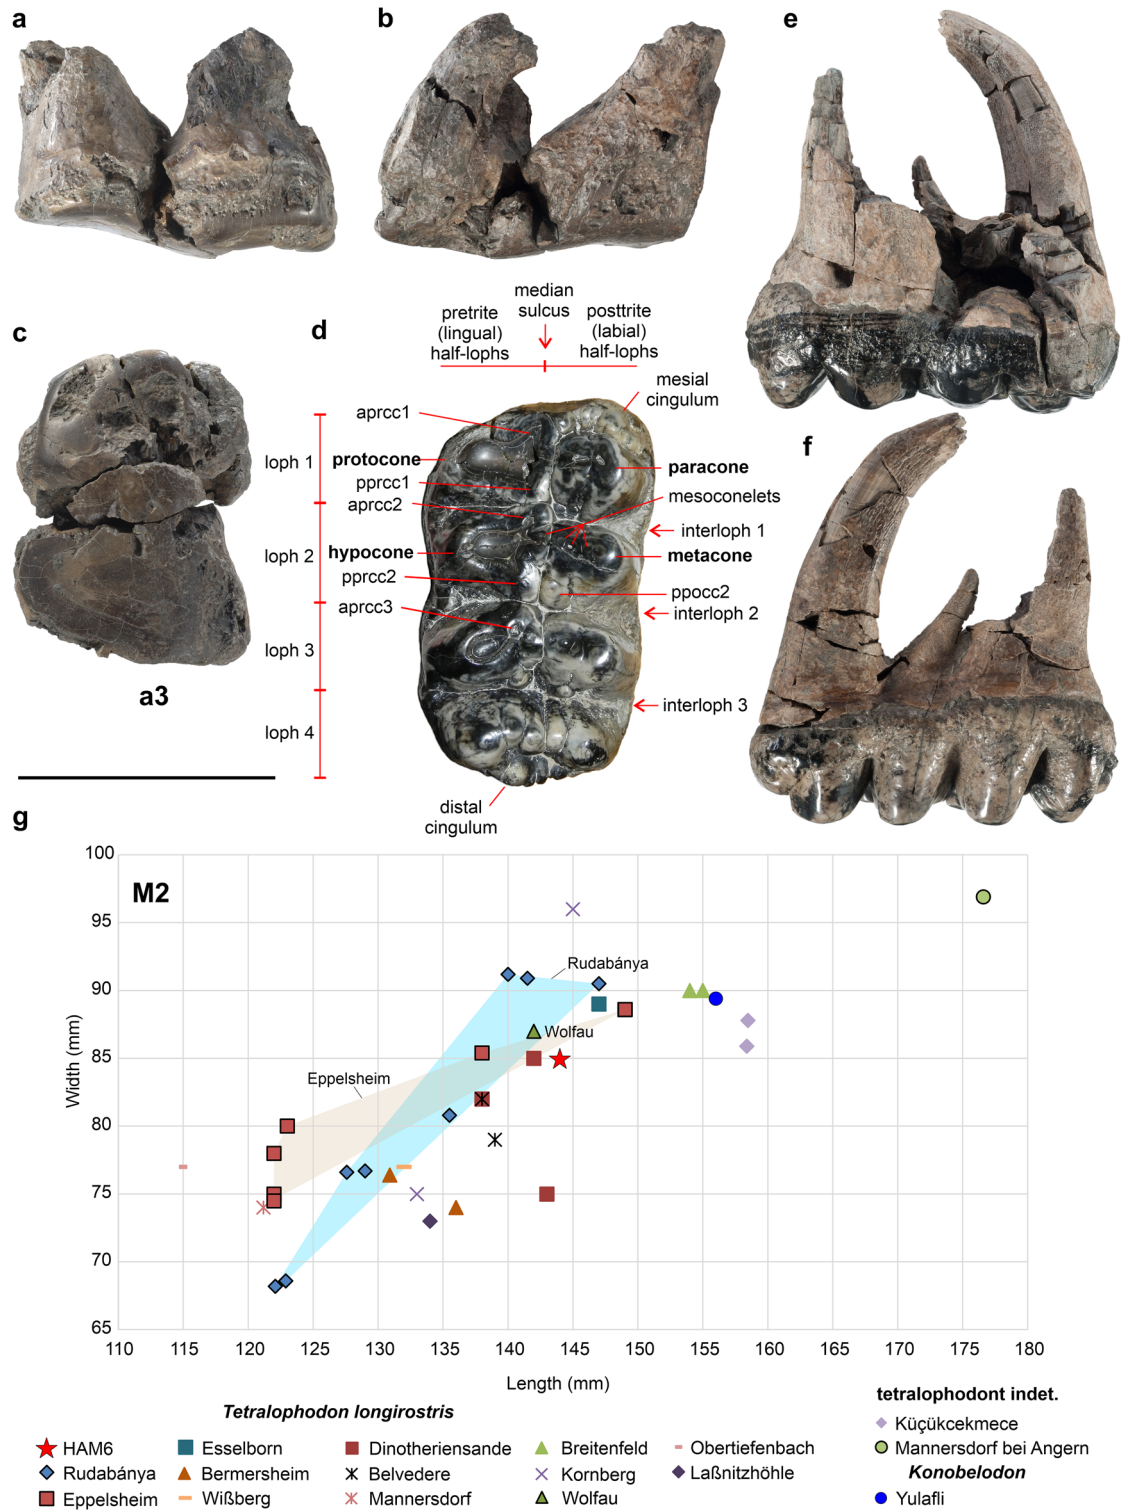 a
b
e
c
d
median
sulcus
pretrite
(lingual)
half-lophs
posttrite
(labial)
half-lophs
mesial
cingulum
aprcc1
loph 1
protocone
paracone
pprcc1
mesoconelets
aprcc2
interloph 1
loph 2
hypocone
metacone
pprcc2
ppocc2
aprcc3
interloph 2
loph 3
interloph 3
loph 4
a3
distal
cingulum
f
g
M2
100
95
90
85
80
75
70
65
Width (mm)
Rudabánya
Wolfau
Eppelsheim
110 115 120 125 130 135 140 145 150 155 160 165 170 175 180
Length (mm)
Tetralophodon longirostris
HAM6 Esselborn Dinotheriensande Breitenfeld Obertiefenbach
Rudabánya Bermersheim Belvedere Kornberg Laßnitzhöhle
Eppelsheim Wißberg Mannersdorf Wolfau
tetralophodont indet.
Küçükcekmece
Mannersdorf bei Angern
Konobelodon
Yulafli